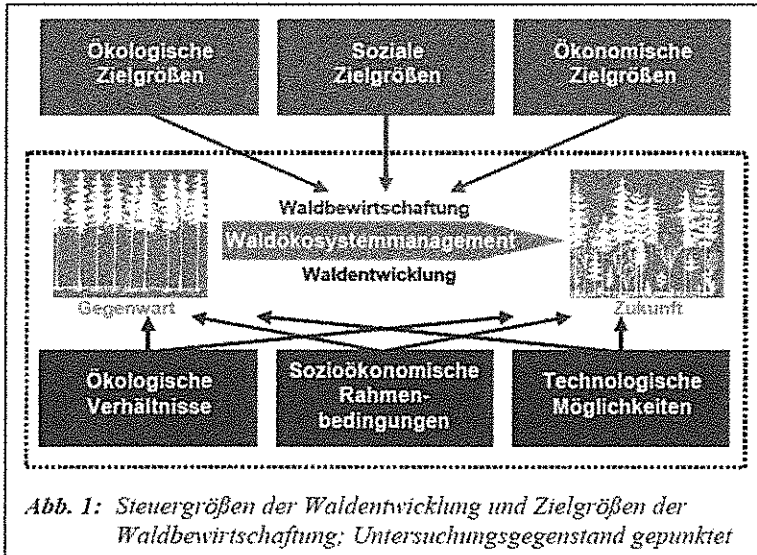 Ökologische
Zielgrößen
Soziale
Zielgrößen
Ökonomische
Zielgrößen
Waldbewirtschaftung
Waldökosystemmanagement
Waldentwicklung
Gegenwart
Zukunft
Ökologische
Verhältnisse
Sozioökonomische
Rahmen-
bedingungen
Technologische
Möglichkeiten
Abb. 1: Steuergrößen der Waldentwicklung und Zielgrößen der
Waldbewirtschaftung; Untersuchungsgegenstand gepunktet